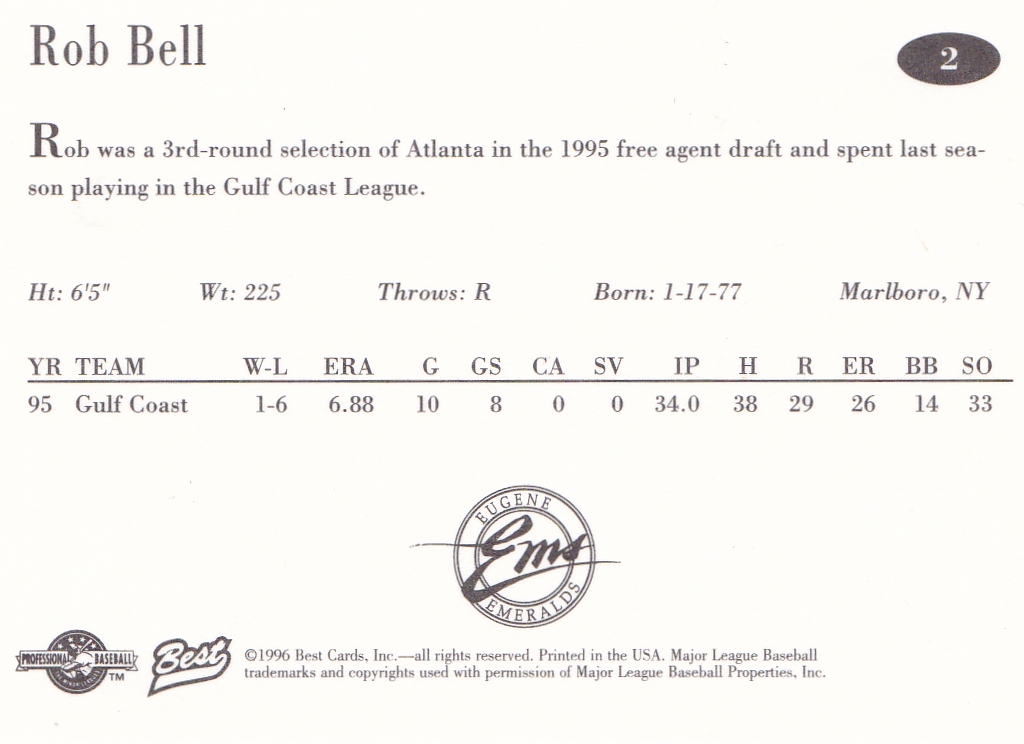 Rob Bell
2
Rob was a 3rd-round selection of Atlanta in the 1995 free agent draft and spent last sea-
son playing in the Gulf Coast League.
Ht: 6'5" Wt: 225 Throws: R Born: 1-17-77 Marlboro, NY
YR TEAM W-L ERA G GS CA SV IP H R ER BB SO
95 Gulf Coast 1-6 6.88 10 8 0 0 34.0 38 29 26 14 33
EUGENE
Ems
EMERALDS
PROFESSIONAL BASEBALL TM
Best
©1996 Best Cards, Inc.—all rights reserved. Printed in the USA. Major League Baseball
trademarks and copyrights used with permission of Major League Baseball Properties, Inc.